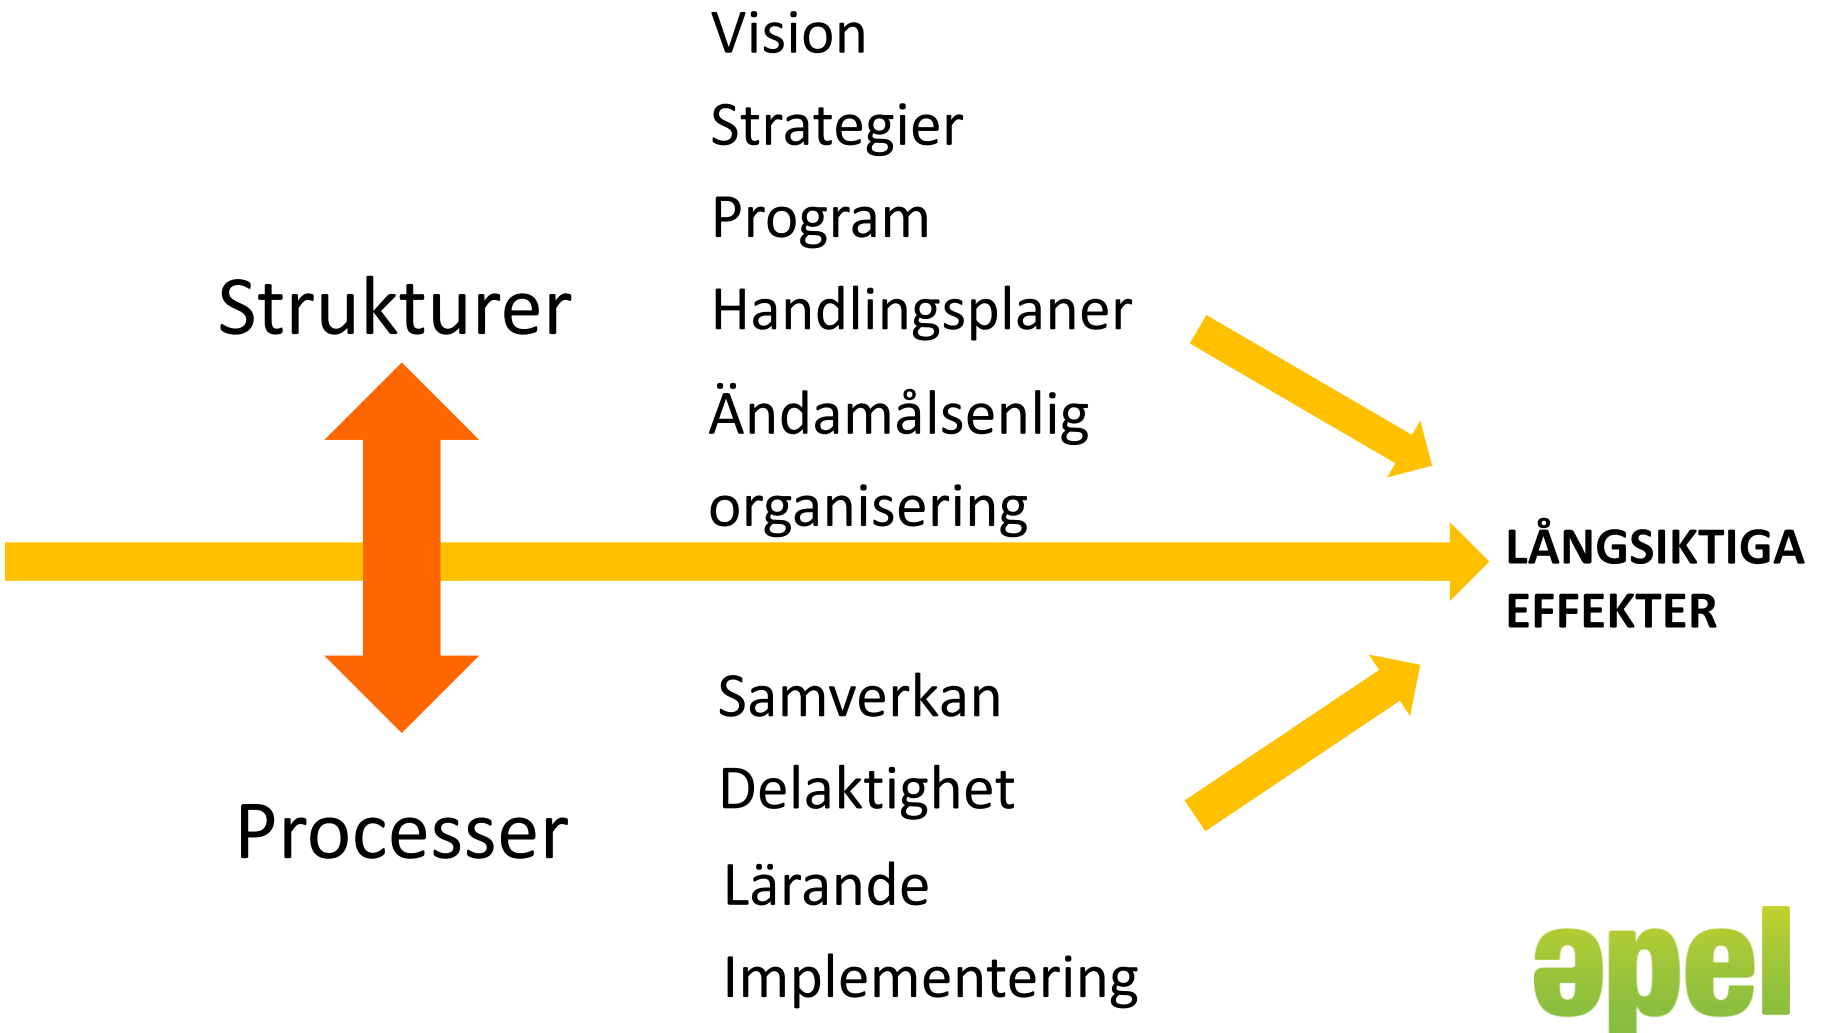 Vision
Strategier
Program
Strukturer
Handlingsplaner
Ändamålsenlig
organisering
LÅNGSIKTIGA
EFFEKTER
Processer
Samverkan
Delaktighet
Lärande
Implementering
apel